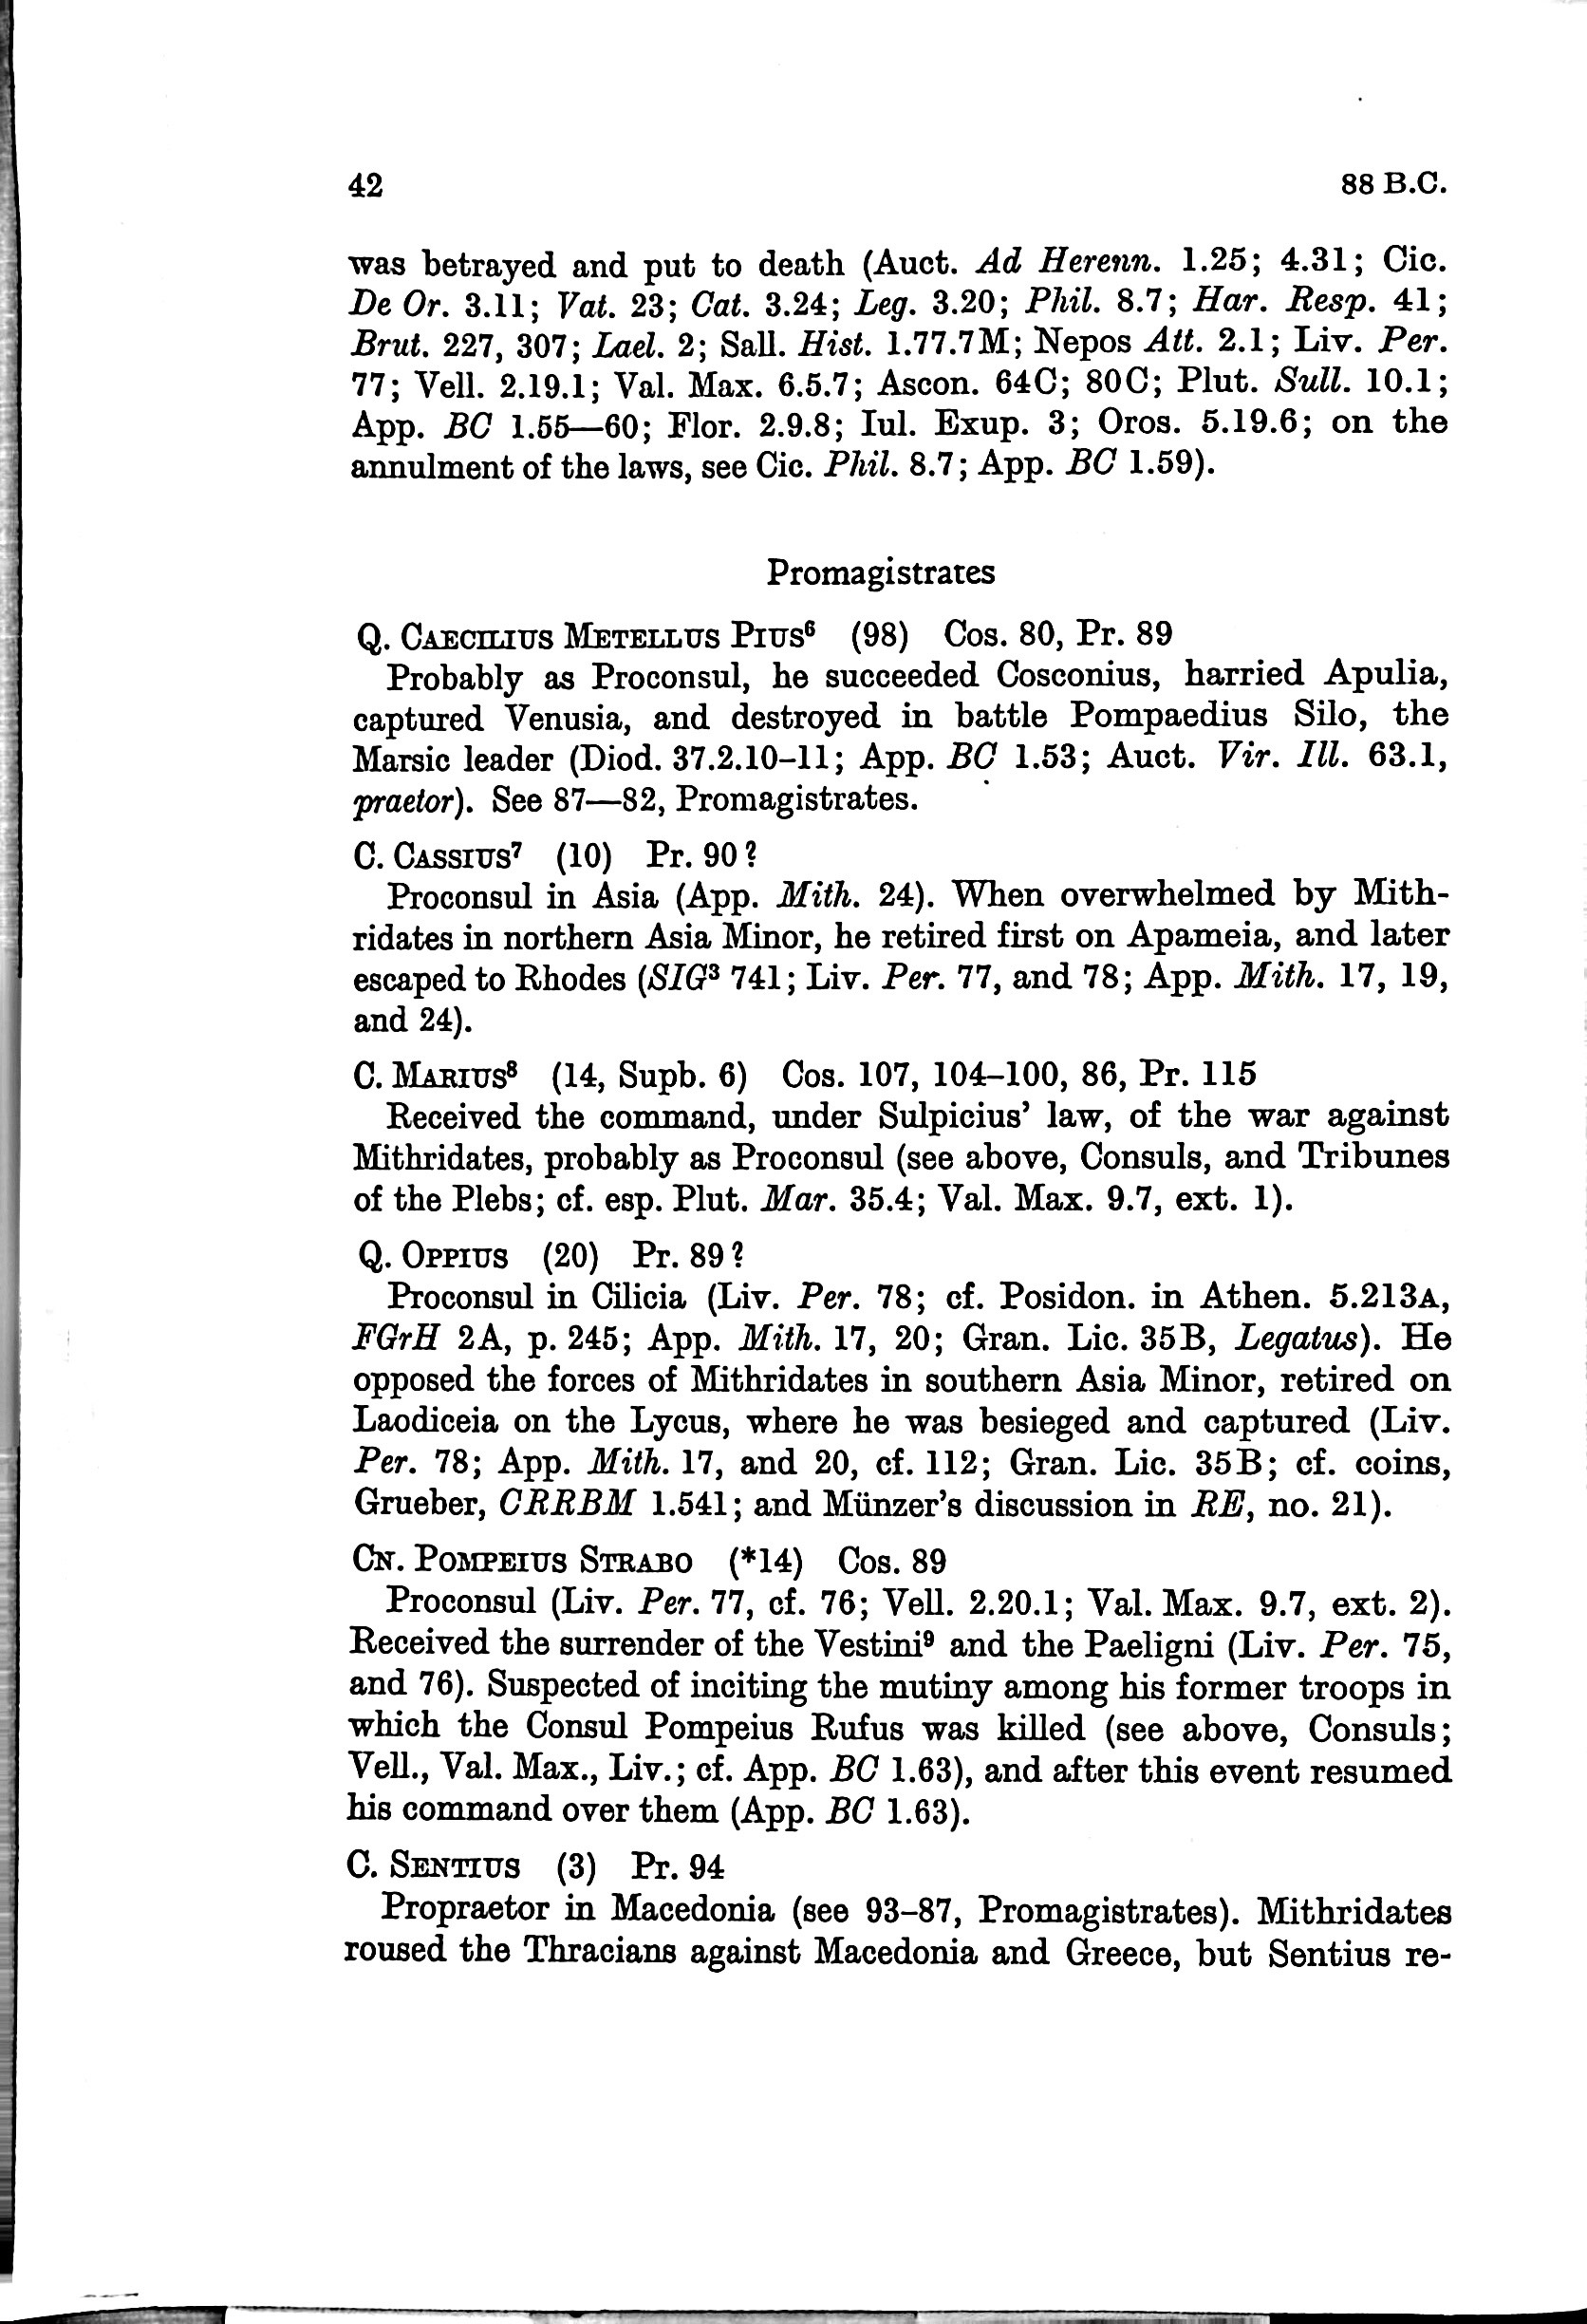 42 88 B.C.
was betrayed and put to death (Auct. Ad Herenn. 1.25; 4.31; Cic.
De Or. 3.11; Vat. 23; Cat. 3.24; Leg. 3.20; Phil. 8.7; Har. Resp. 41;
Brut. 227, 307; Lael. 2; Sall. Hist. 1.77.7M; Nepos Att. 2.1; Liv. Per.
77; Vell. 2.19.1; Val. Max. 6.5.7; Ascon. 64C; 80C; Plut. Sull. 10.1;
App. BC 1.55—60; Flor. 2.9.8; Iul. Exup. 3; Oros. 5.19.6; on the
annulment of the laws, see Cic. Phil. 8.7; App. BC 1.59).
Promagistrates
Q. CAECILIUS METELLUS PIUS⁶ (98) Cos. 80, Pr. 89
Probably as Proconsul, he succeeded Cosconius, harried Apulia,
captured Venusia, and destroyed in battle Pompaedius Silo, the
Marsic leader (Diod. 37.2.10–11; App. BC 1.53; Auct. Vir. Ill. 63.1,
praetor). See 87—82, Promagistrates.
C. CASSIUS⁷ (10) Pr. 90?
Proconsul in Asia (App. Mith. 24). When overwhelmed by Mith-
ridates in northern Asia Minor, he retired first on Apameia, and later
escaped to Rhodes (SIG³ 741; Liv. Per. 77, and 78; App. Mith. 17, 19,
and 24).
C. MARIUS⁸ (14, Supb. 6) Cos. 107, 104–100, 86, Pr. 115
Received the command, under Sulpicius' law, of the war against
Mithridates, probably as Proconsul (see above, Consuls, and Tribunes
of the Plebs; cf. esp. Plut. Mar. 35.4; Val. Max. 9.7, ext. 1).
Q. OPPIUS (20) Pr. 89?
Proconsul in Cilicia (Liv. Per. 78; cf. Posidon. in Athen. 5.213A,
FGrH 2A, p. 245; App. Mith. 17, 20; Gran. Lic. 35B, Legatus). He
opposed the forces of Mithridates in southern Asia Minor, retired on
Laodiceia on the Lycus, where he was besieged and captured (Liv.
Per. 78; App. Mith. 17, and 20, cf. 112; Gran. Lic. 35B; cf. coins,
Grueber, CRRBM 1.541; and Münzer's discussion in RE, no. 21).
CN. POMPEIUS STRABO (*14) Cos. 89
Proconsul (Liv. Per. 77, cf. 76; Vell. 2.20.1; Val. Max. 9.7, ext. 2).
Received the surrender of the Vestini⁹ and the Paeligni (Liv. Per. 75,
and 76). Suspected of inciting the mutiny among his former troops in
which the Consul Pompeius Rufus was killed (see above, Consuls;
Vell., Val. Max., Liv.; cf. App. BC 1.63), and after this event resumed
his command over them (App. BC 1.63).
C. SENTIUS (3) Pr. 94
Propraetor in Macedonia (see 93–87, Promagistrates). Mithridates
roused the Thracians against Macedonia and Greece, but Sentius re-